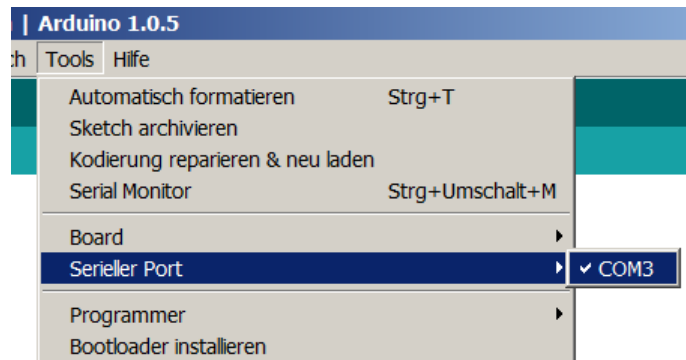 | Arduino 1.0.5
ch Tools Hilfe
Automatisch formatieren Strg+T
Sketch archivieren
Kodierung reparieren & neu laden
Serial Monitor Strg+Umschalt+M
Board
Serieller Port COM3
Programmer
Bootloader installieren